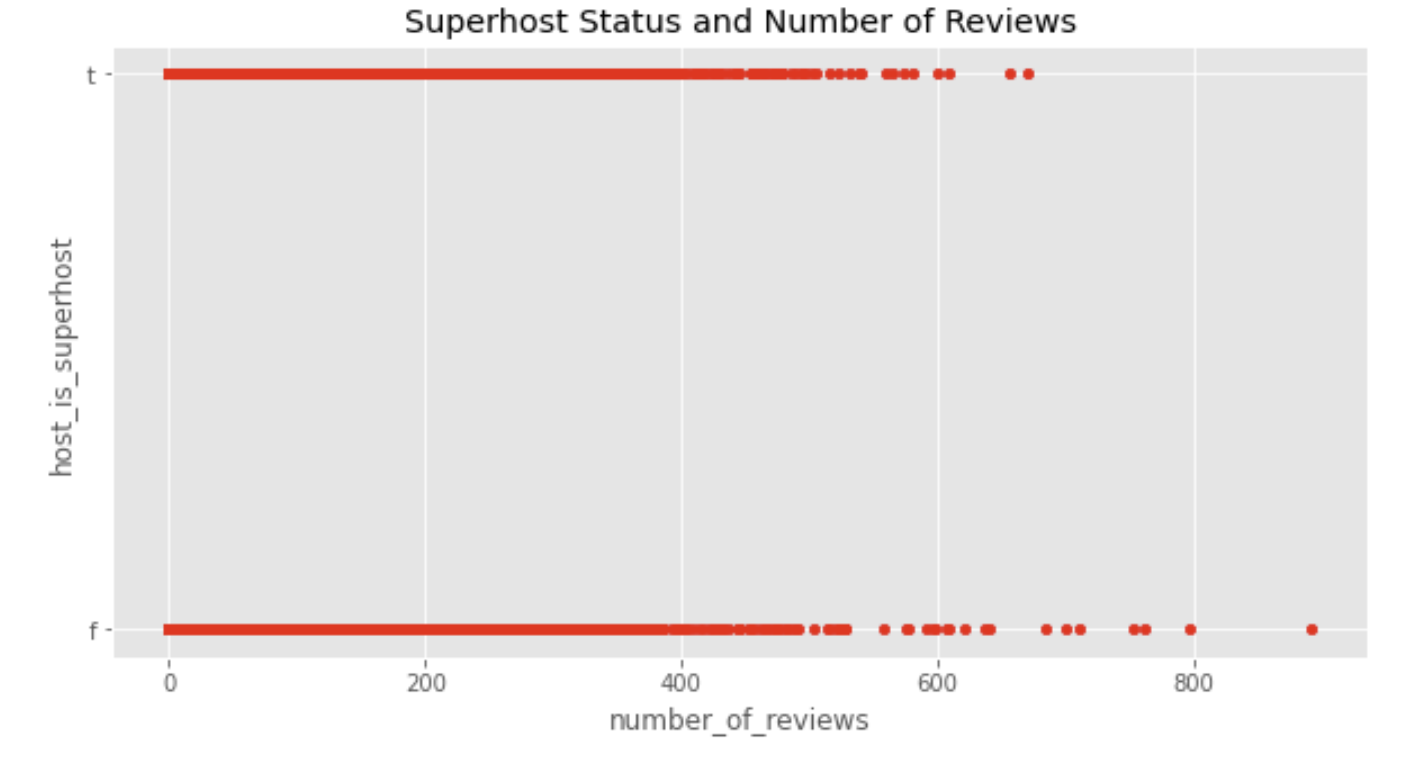 Superhost Status and Number of Reviews
t
host_is_superhost
f
0 200 400 600 800
number_of_reviews